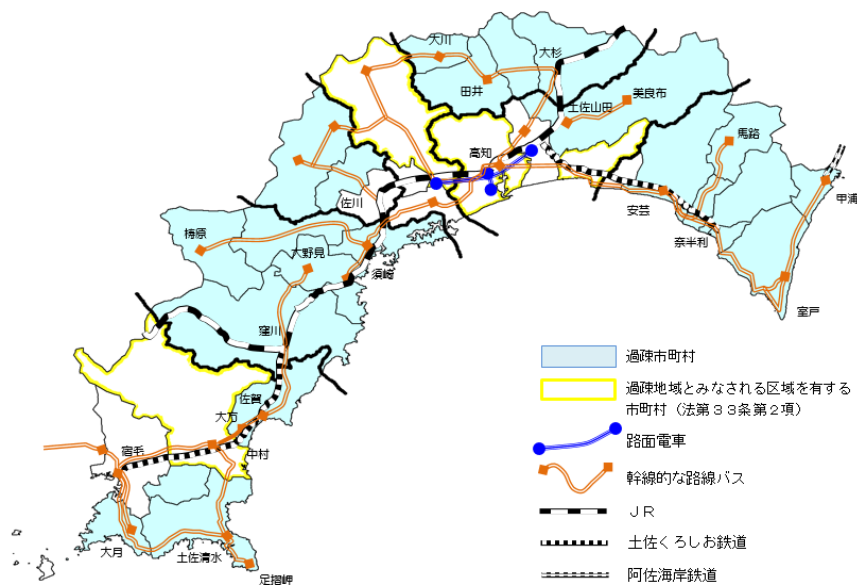 大川
大杉
田井
美良布
土佐山田
馬路
高知
甲浦
佐川
安芸
梼原
大野見
奈半利
須崎
室戸
窪川
佐賀
大方
宿毛
中村
大月
土佐清水
足摺岬
過疎市町村
過疎地域とみなされる区域を有する
市町村（法第３３条第２項）
路面電車
幹線的な路線バス
ＪＲ
土佐くろしお鉄道
阿佐海岸鉄道